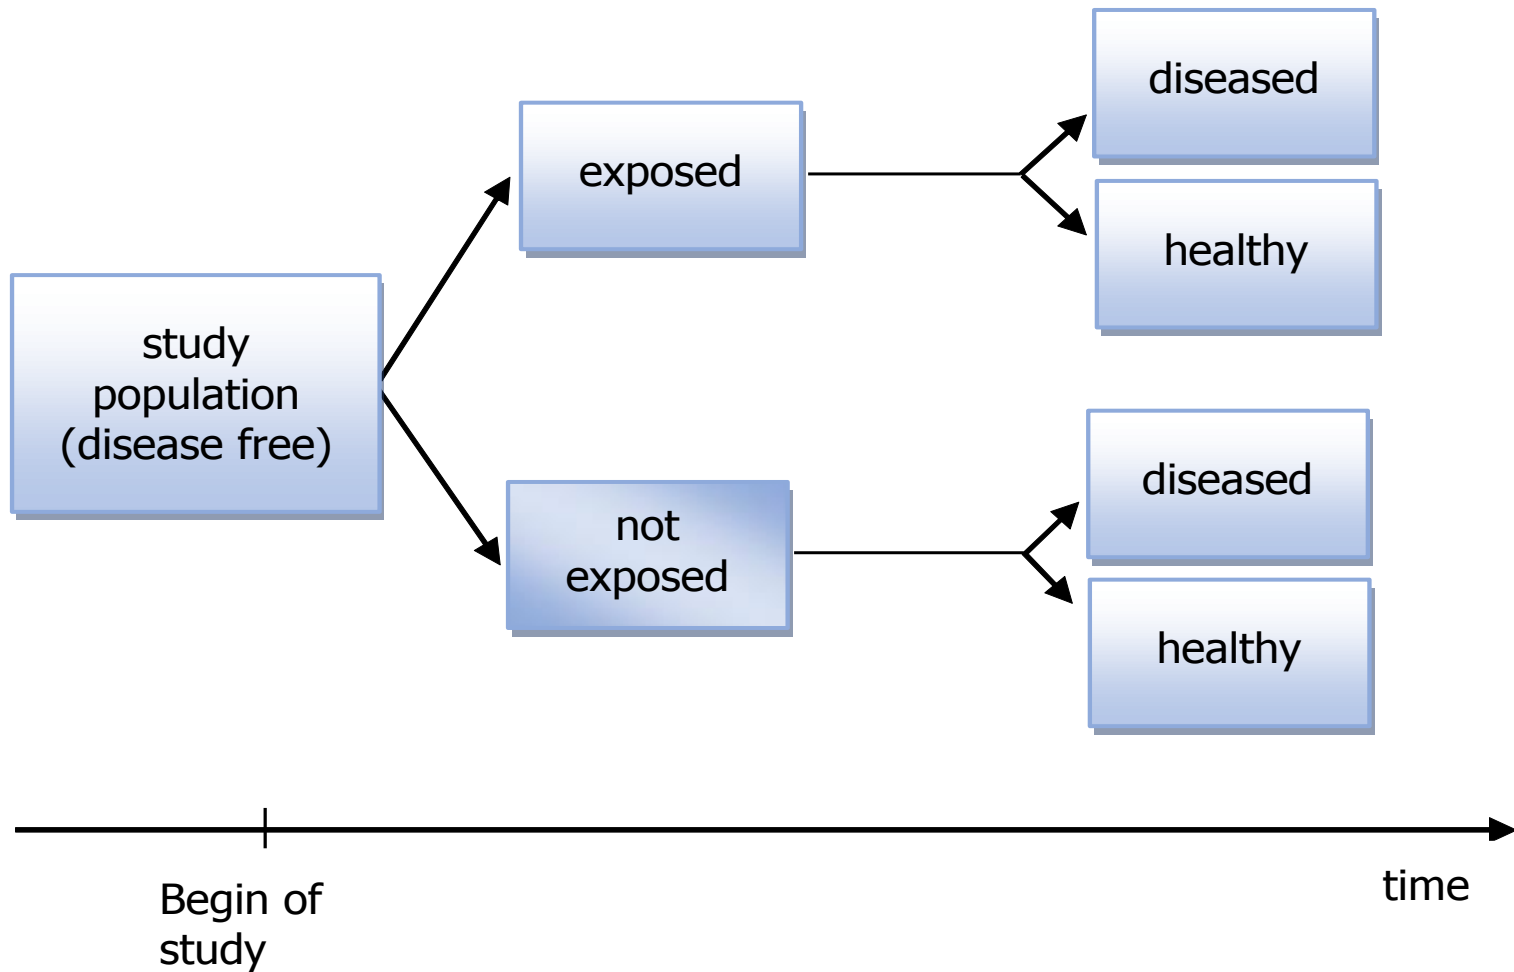 diseased
exposed
healthy
study
population
(disease free)
diseased
not
exposed
healthy
time
Begin of
study